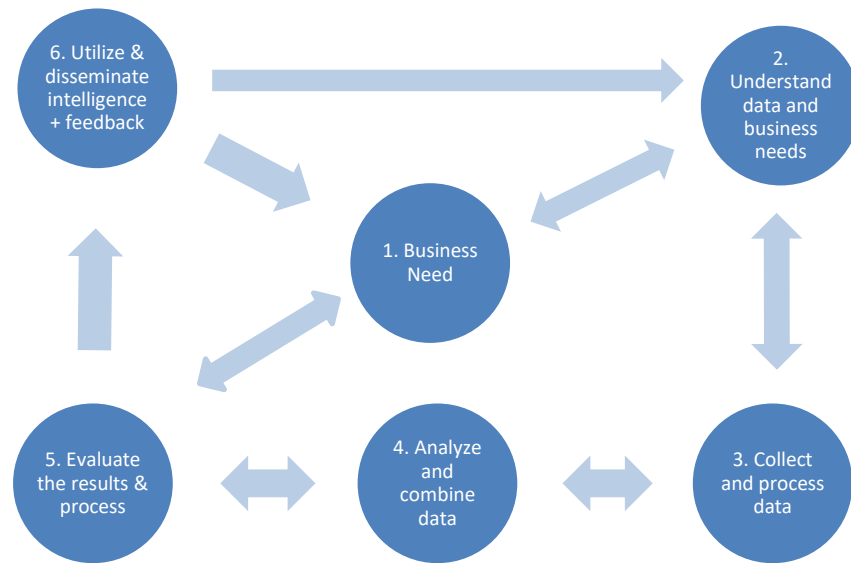 6. Utilize &
disseminate
intelligence
+ feedback
2.
Understand
data and
business
needs
1. Business
Need
5. Evaluate
the results &
process
4. Analyze
and
combine
data
3. Collect
and process
data